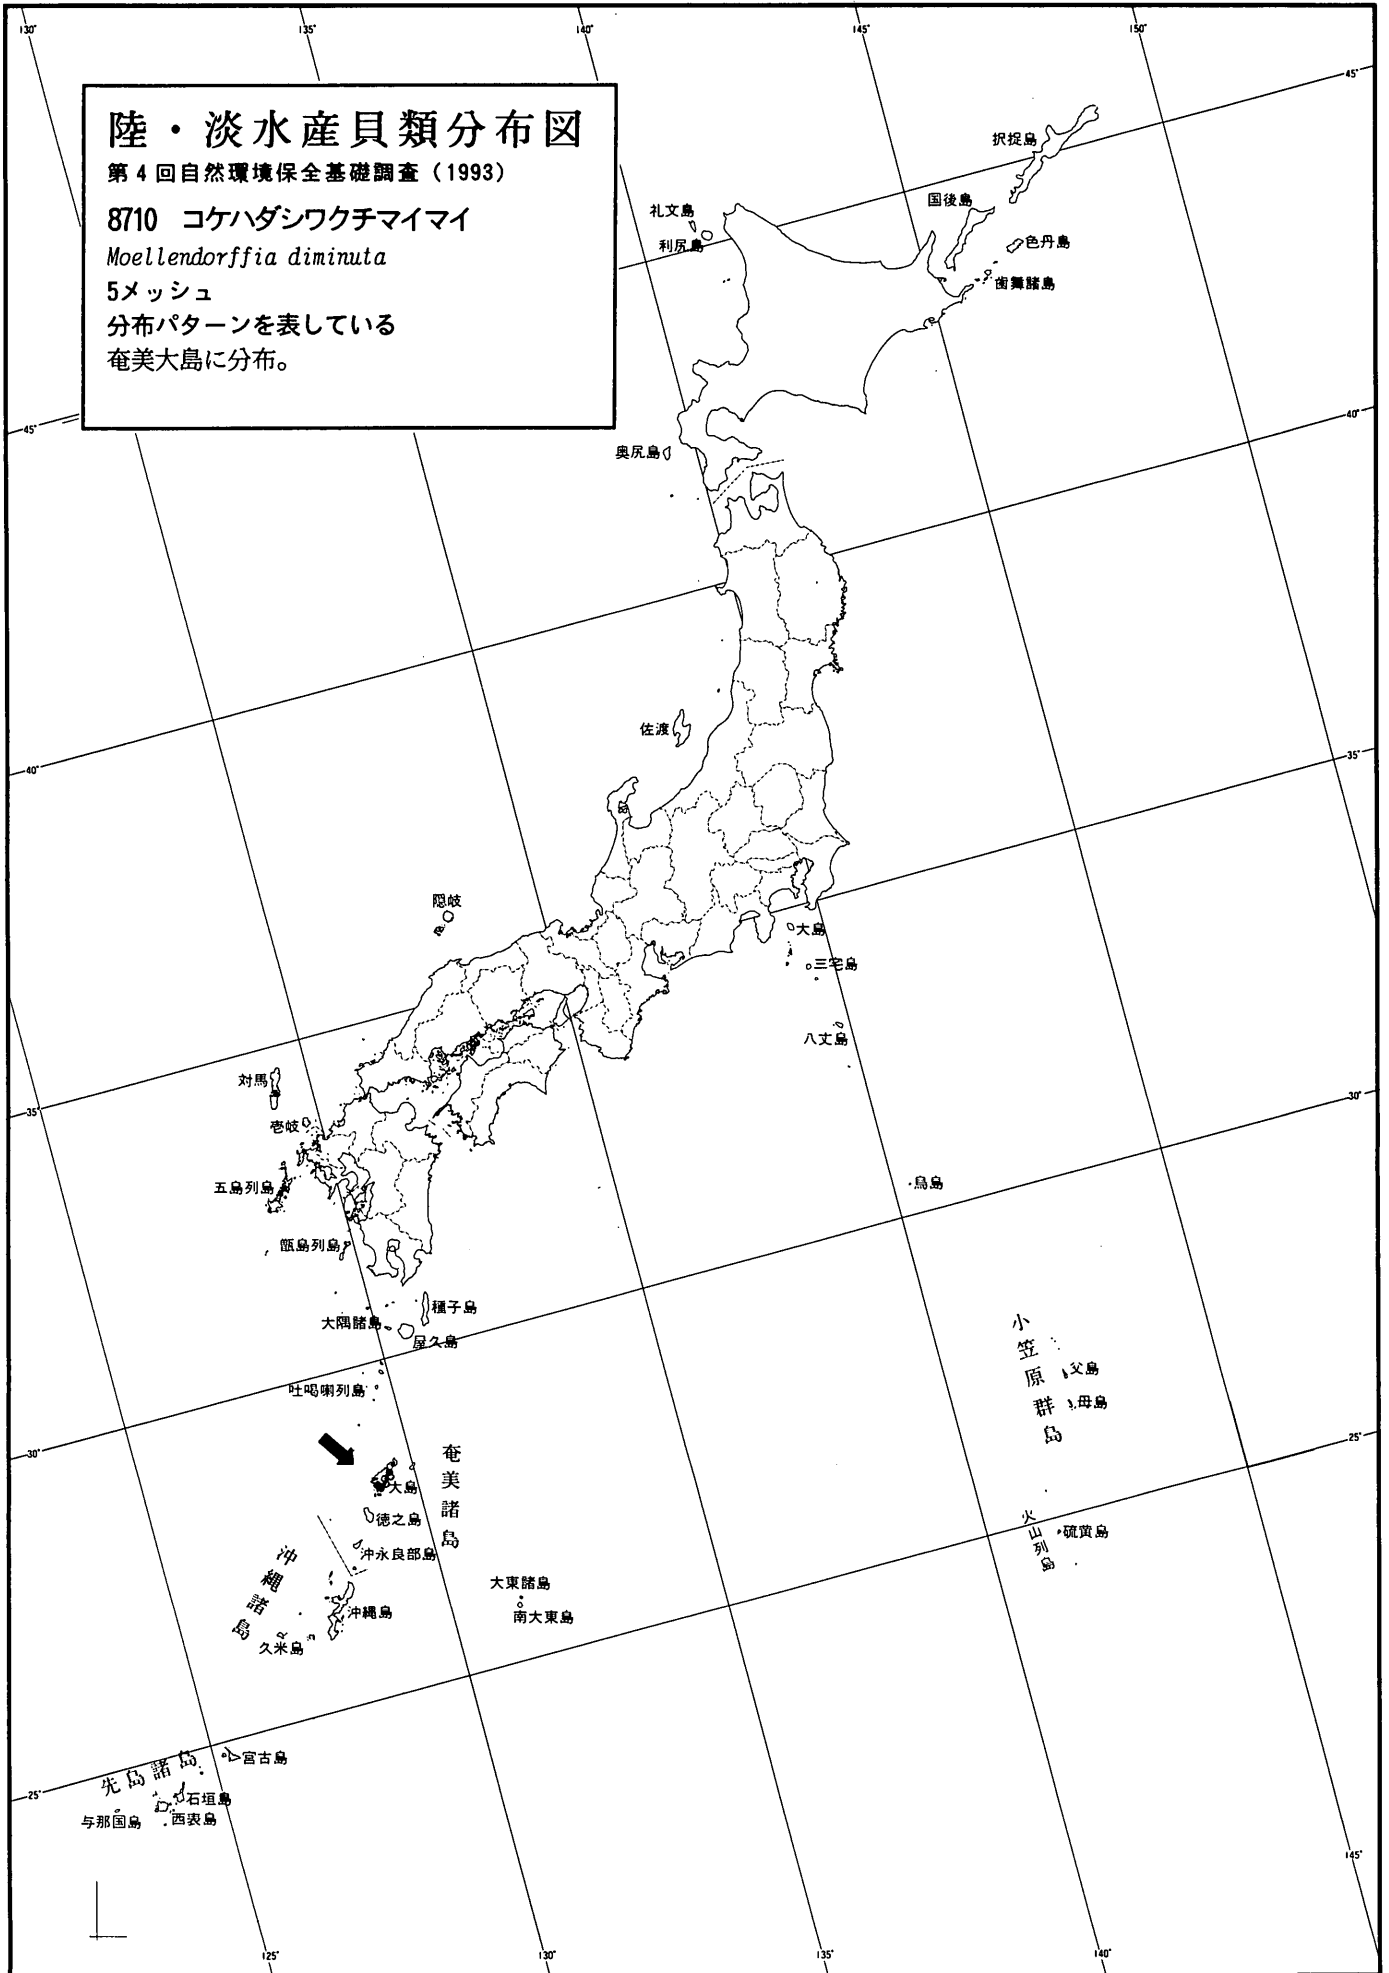 130°
135°
140°
145°
150°
陸・淡水産貝類分布図
第4回自然環境保全基礎調査（1993）
8710 コケハダシワクチマイマイ
Moellendorffia diminuta
5メッシュ
分布パターンを表している
奄美大島に分布。
45°
択捉島
国後島
礼文島
利尻島
色丹島
歯舞諸島
40°
45°
奥尻島
佐渡
35°
40°
隠岐
大島
三宅島
八丈島
対馬
30°
35°
壱岐
五島列島
鳥島
甑島列島
種子島
大隅諸島
屋久島
小笠原群島
父島
吐噶喇列島
母島
25°
30°
奄美諸島
大島
徳之島
火山列島
硫黄島
沖永良部島
沖縄諸島
大東諸島
沖縄島
南大東島
久米島
先島諸島
宮古島
25°
石垣島
与那国島
西表島
145°
125°
130°
135°
140°